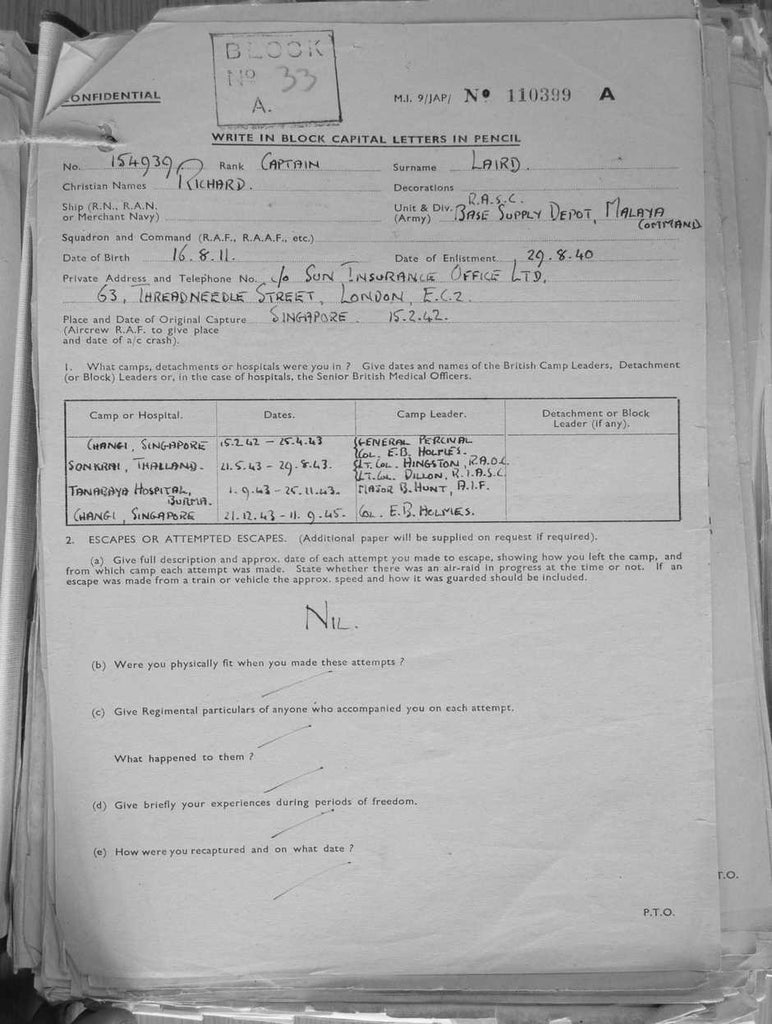 BLOCK
No 33
A.
CONFIDENTIAL
M.I. 9/JAP/ No 110399 A
WRITE IN BLOCK CAPITAL LETTERS IN PENCIL
No. 154939 Rank CAPTAIN Surname LAIRD.
Christian Names RICHARD. Decorations
Ship (R.N., R.A.N. or Merchant Navy) Unit & Div. (Army) R.A.S.C. BASE SUPPLY DEPOT, MALAYA COMMAND
Squadron and Command (R.A.F., R.A.A.F., etc.)
Date of Birth 16.8.11. Date of Enlistment 29.8.40
Private Address and Telephone No. c/o SUN INSURANCE OFFICE LTD,
63, THREADNEEDLE STREET, LONDON, E.C.2.
Place and Date of Original Capture SINGAPORE. 15.2.42.
(Aircrew R.A.F. to give place
and date of a/c crash).
1. What camps, detachments or hospitals were you in ? Give dates and names of the British Camp Leaders, Detachment
(or Block) Leaders or, in the case of hospitals, the Senior British Medical Officers.
Camp or Hospital. Dates. Camp Leader. Detachment or Block Leader (if any).
CHANGI, SINGAPORE 15.2.42 - 25.4.43 GENERAL PERCIVAL
COL. E.B. HOLMES.
SONKRAI, THAILAND. 21.5.43 - 29.8.43. LT. COL. HINGSTON, R.A.O.C.
LT. COL. DILLON, R.I.A.S.C.
TANABAYA HOSPITAL, BURMA. 1.9.43 - 25.11.43. MAJOR B. HUNT, A.I.F.
CHANGI, SINGAPORE 21.12.43 - 11.9.45. COL. E.B. HOLMES.
2. ESCAPES OR ATTEMPTED ESCAPES. (Additional paper will be supplied on request if required).
(a) Give full description and approx. date of each attempt you made to escape, showing how you left the camp, and
from which camp each attempt was made. State whether there was an air-raid in progress at the time or not. If an
escape was made from a train or vehicle the approx. speed and how it was guarded should be included.
NIL.
(b) Were you physically fit when you made these attempts ?
(c) Give Regimental particulars of anyone who accompanied you on each attempt.
What happened to them ?
(d) Give briefly your experiences during periods of freedom.
(e) How were you recaptured and on what date ?
T.O.
P.T.O.